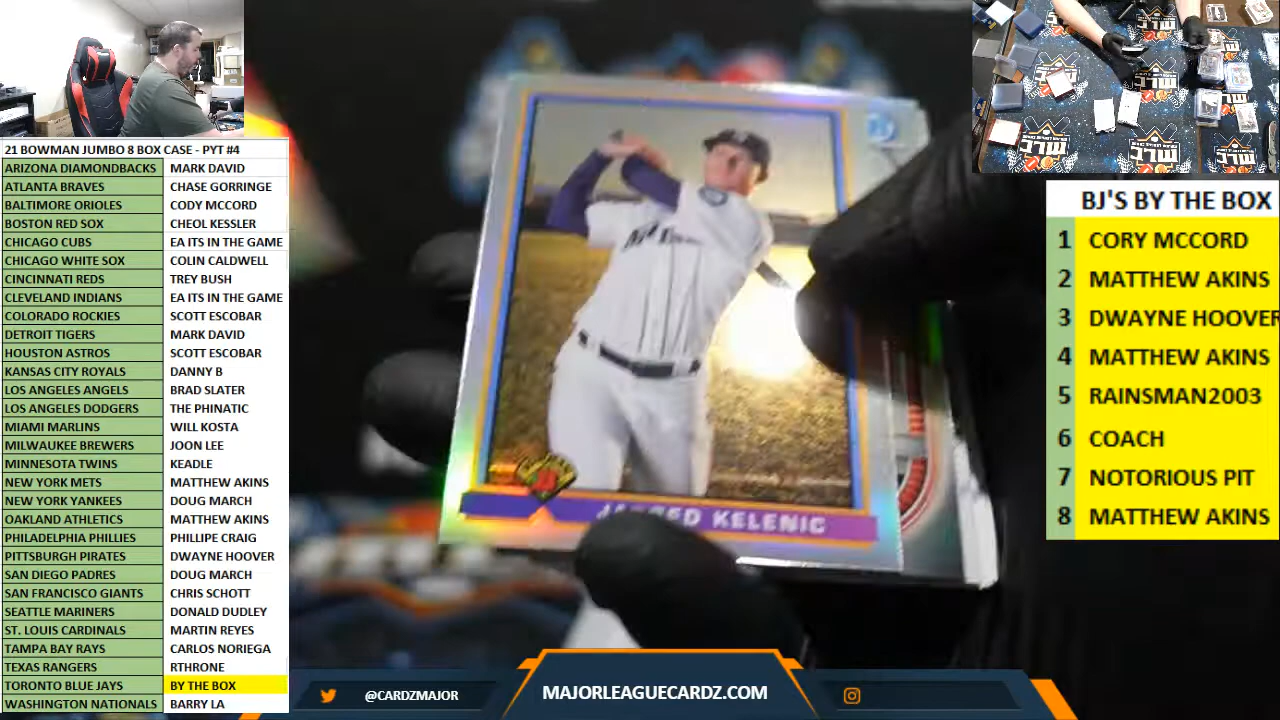 21 BOWMAN JUMBO 8 BOX CASE - PYT #4
ARIZONA DIAMONDBACKS MARK DAVID
ATLANTA BRAVES CHASE GORRINGE
BALTIMORE ORIOLES CODY MCCORD
BOSTON RED SOX CHEOL KESSLER
CHICAGO CUBS EA ITS IN THE GAME
CHICAGO WHITE SOX COLIN CALDWELL
CINCINNATI REDS TREY BUSH
CLEVELAND INDIANS EA ITS IN THE GAME
COLORADO ROCKIES SCOTT ESCOBAR
DETROIT TIGERS MARK DAVID
HOUSTON ASTROS SCOTT ESCOBAR
KANSAS CITY ROYALS DANNY B
LOS ANGELES ANGELS BRAD SLATER
LOS ANGELES DODGERS THE PHINATIC
MIAMI MARLINS WILL KOSTA
MILWAUKEE BREWERS JOON LEE
MINNESOTA TWINS KEADLE
NEW YORK METS MATTHEW AKINS
NEW YORK YANKEES DOUG MARCH
OAKLAND ATHLETICS MATTHEW AKINS
PHILADELPHIA PHILLIES PHILLIPE CRAIG
PITTSBURGH PIRATES DWAYNE HOOVER
SAN DIEGO PADRES DOUG MARCH
SAN FRANCISCO GIANTS CHRIS SCHOTT
SEATTLE MARINERS DONALD DUDLEY
ST. LOUIS CARDINALS MARTIN REYES
TAMPA BAY RAYS CARLOS NORIEGA
TEXAS RANGERS RTHRONE
TORONTO BLUE JAYS BY THE BOX
WASHINGTON NATIONALS BARRY LA
KELENIG
@CARDZMAJOR
MAJORLEAGUECARDZ.COM
BJ'S BY THE BOX
1 CORY MCCORD
2 MATTHEW AKINS
3 DWAYNE HOOVER
4 MATTHEW AKINS
5 RAINSMAN2003
6 COACH
7 NOTORIOUS PIT
8 MATTHEW AKINS